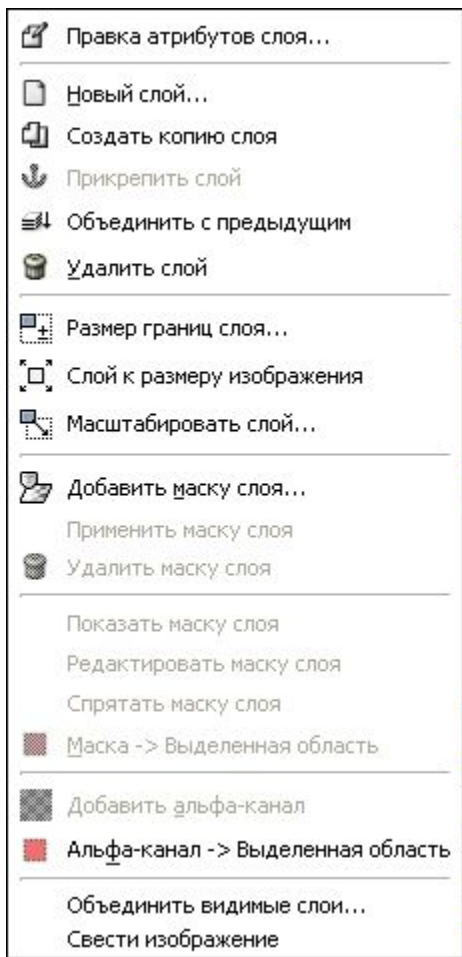 Правка атрибутов слоя...
Новый слой...
Создать копию слоя
Прикрепить слой
Объединить с предыдущим
Удалить слой
Размер границ слоя...
Слой к размеру изображения
Масштабировать слой...
Добавить маску слоя...
Применить маску слоя
Удалить маску слоя
Показать маску слоя
Редактировать маску слоя
Спрятать маску слоя
Маска -> Выделенная область
Добавить альфа-канал
Альфа-канал -> Выделенная область
Объединить видимые слои...
Свести изображение